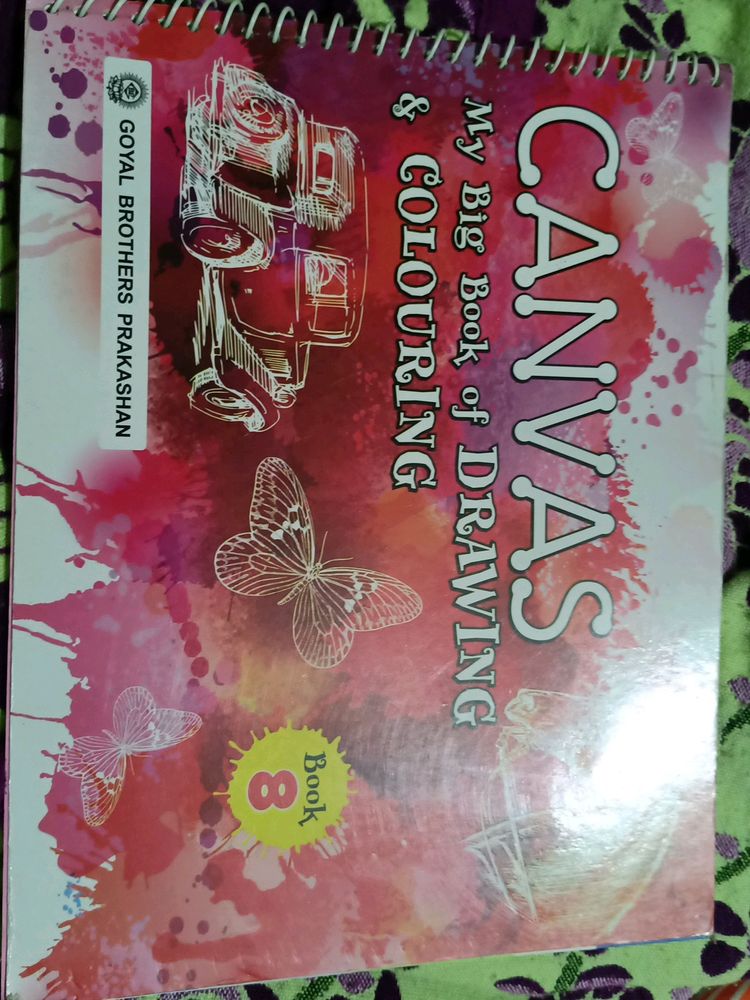 CANVAS
My Big Book of DRAWING
& COLOURING
Book
8
GOYAL BROTHERS PRAKASHAN